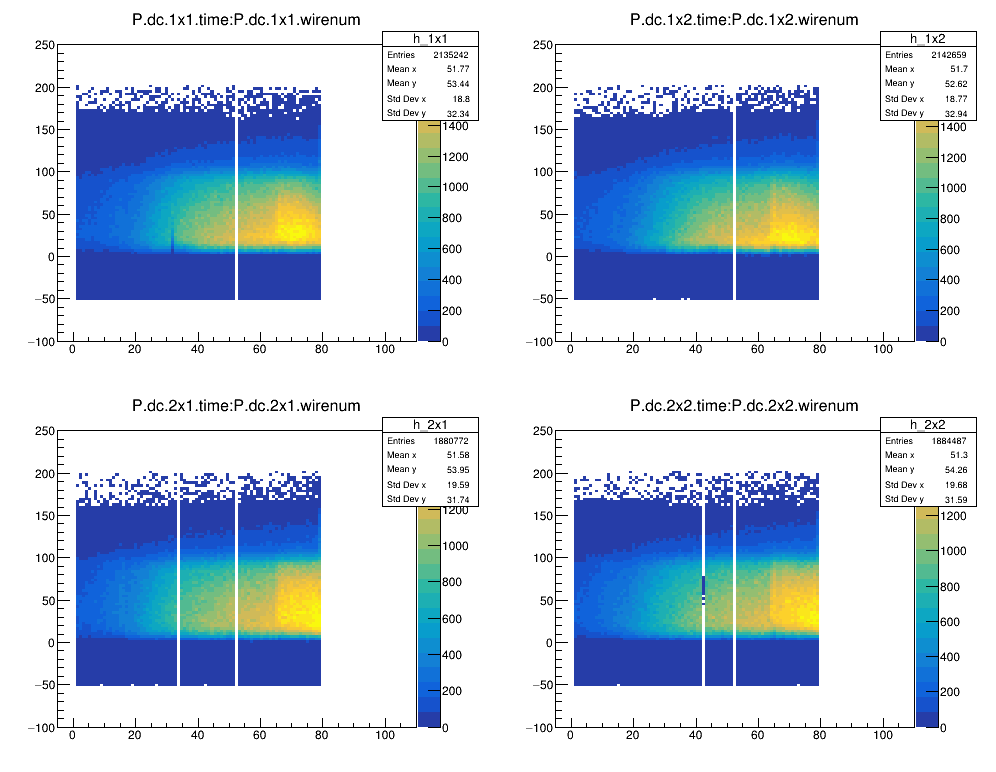 P.dc.1x1.time:P.dc.1x1.wirenum
h_1x1
Entries 2135242
Mean x 51.77
Mean y 53.44
Std Dev x 18.8
Std Dev y 32.34
250
200
150
100
50
0
−50
−100
0 20 40 60 80 100
1400
1200
1000
800
600
400
200
0
P.dc.1x2.time:P.dc.1x2.wirenum
h_1x2
Entries 2142659
Mean x 51.7
Mean y 52.62
Std Dev x 18.77
Std Dev y 32.94
250
200
150
100
50
0
−50
−100
0 20 40 60 80 100
1400
1200
1000
800
600
400
200
0
P.dc.2x1.time:P.dc.2x1.wirenum
h_2x1
Entries 1880772
Mean x 51.58
Mean y 53.95
Std Dev x 19.59
Std Dev y 31.74
250
200
150
100
50
0
−50
−100
0 20 40 60 80 100
1200
1000
800
600
400
200
0
P.dc.2x2.time:P.dc.2x2.wirenum
h_2x2
Entries 1884487
Mean x 51.3
Mean y 54.26
Std Dev x 19.68
Std Dev y 31.59
250
200
150
100
50
0
−50
−100
0 20 40 60 80 100
1200
1000
800
600
400
200
0